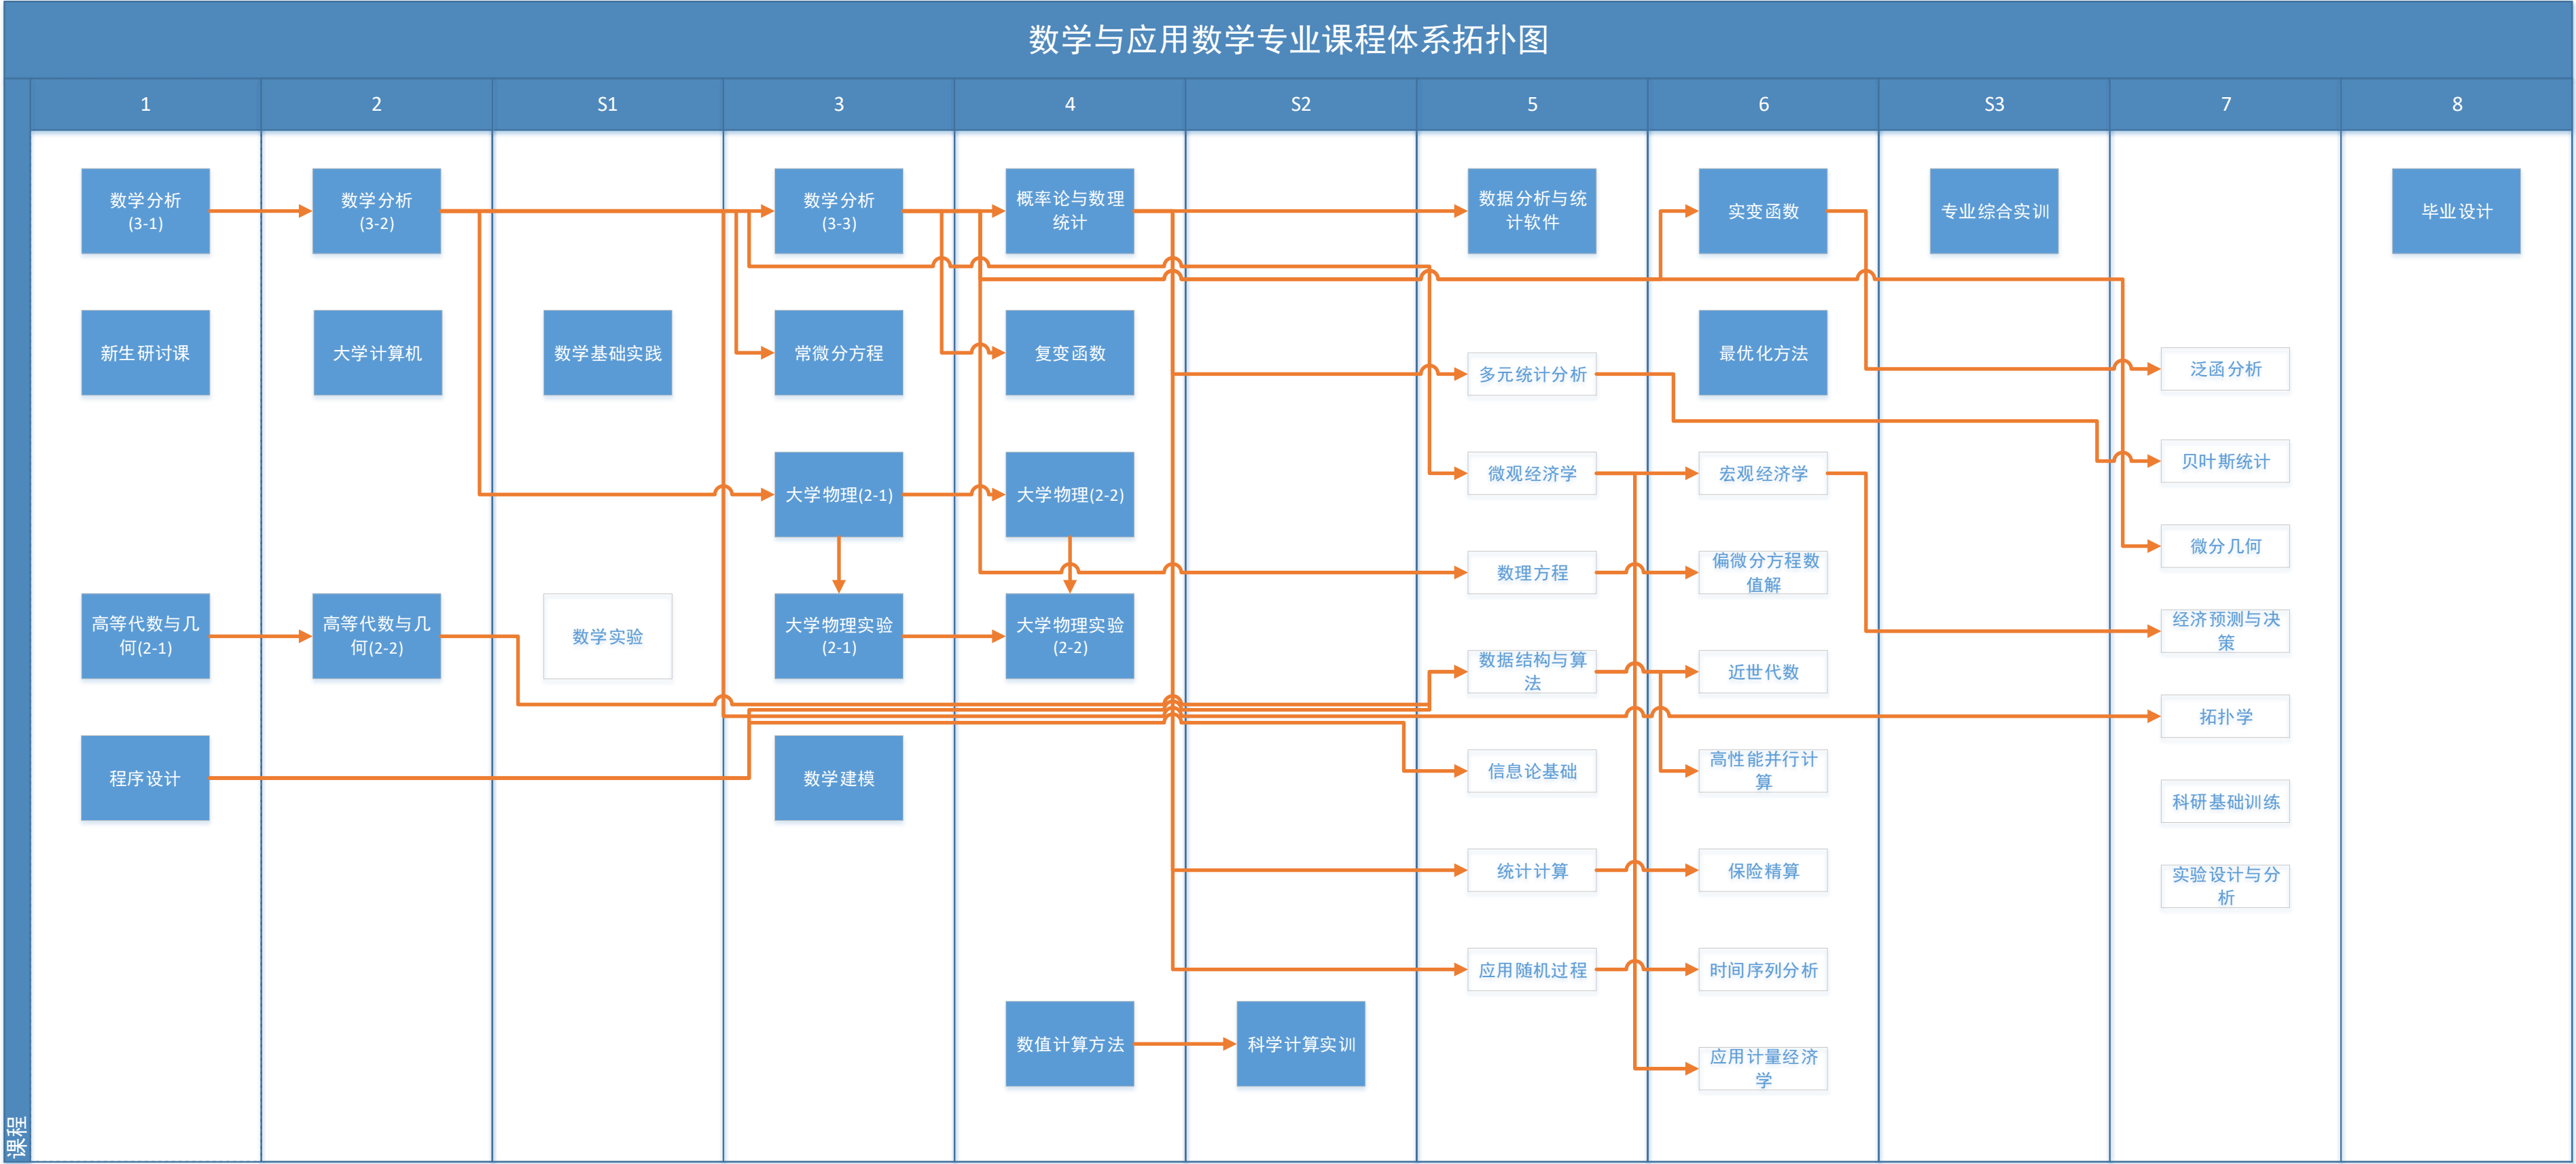 数学与应用数学专业课程体系拓扑图
课程
1
2
S1
3
4
S2
5
6
S3
7
8
数学分析
(3-1)
新生研讨课
高等代数与几
何(2-1)
程序设计
数学分析
(3-2)
大学计算机
高等代数与几
何(2-2)
数学基础实践
数学实验
数学分析
(3-3)
常微分方程
大学物理(2-1)
大学物理实验
(2-1)
数学建模
概率论与数理
统计
复变函数
大学物理(2-2)
大学物理实验
(2-2)
数值计算方法
科学计算实训
数据分析与统
计软件
多元统计分析
微观经济学
数理方程
数据结构与算
法
信息论基础
统计计算
应用随机过程
实变函数
最优化方法
宏观经济学
偏微分方程数
值解
近世代数
高性能并行计
算
保险精算
时间序列分析
应用计量经济
学
专业综合实训
泛函分析
贝叶斯统计
微分几何
经济预测与决
策
拓扑学
科研基础训练
实验设计与分
析
毕业设计